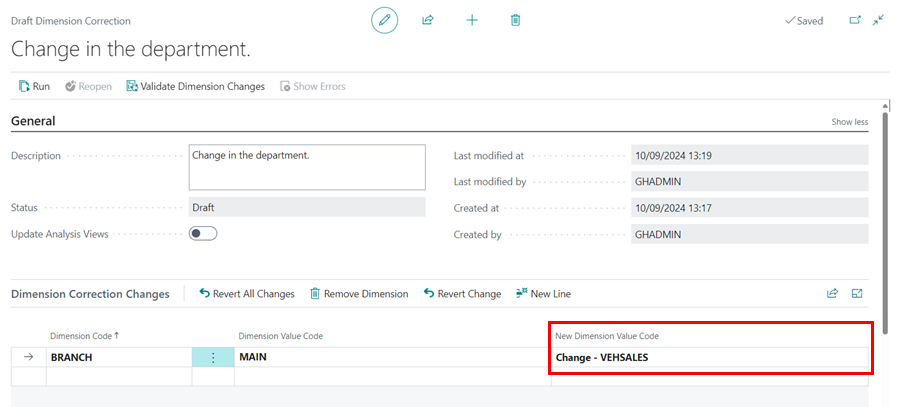 Draft Dimension Correction
Saved
Change in the department.
Run Reopen Validate Dimension Changes Show Errors
General
Show less
Description Change in the department.
Last modified at 10/09/2024 13:19
Last modified by GHADMIN
Status Draft
Created at 10/09/2024 13:17
Update Analysis Views
Created by GHADMIN
Dimension Correction Changes Revert All Changes Remove Dimension Revert Change New Line
Dimension Code Dimension Value Code New Dimension Value Code
BRANCH MAIN Change - VEHSALES